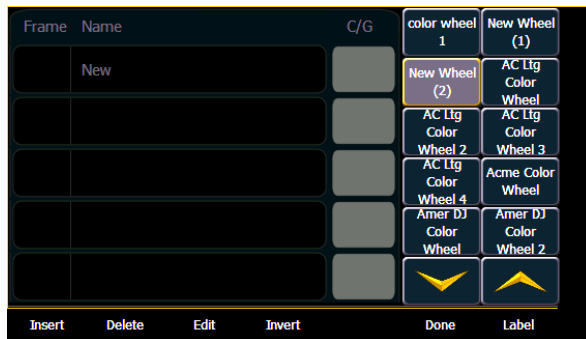 Frame Name C/G
New
color wheel
1
New Wheel
(1)
New Wheel
(2)
AC Ltg
Color
Wheel
AC Ltg
Color
Wheel 2
AC Ltg
Color
Wheel 3
AC Ltg
Color
Wheel 4
Acme Color
Wheel
Amer DJ
Color
Wheel
Amer DJ
Color
Wheel 2
Insert Delete Edit Invert Done Label